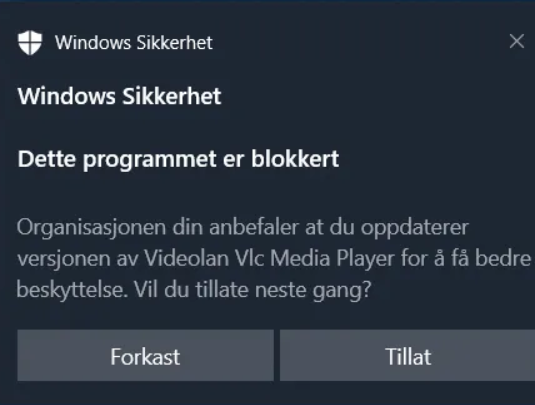 Windows Sikkerhet
Windows Sikkerhet
Dette programmet er blokkert
Organisasjonen din anbefaler at du oppdaterer
versjonen av Videolan Vlc Media Player for å få bedre
beskyttelse. Vil du tillate neste gang?
Forkast
Tillat